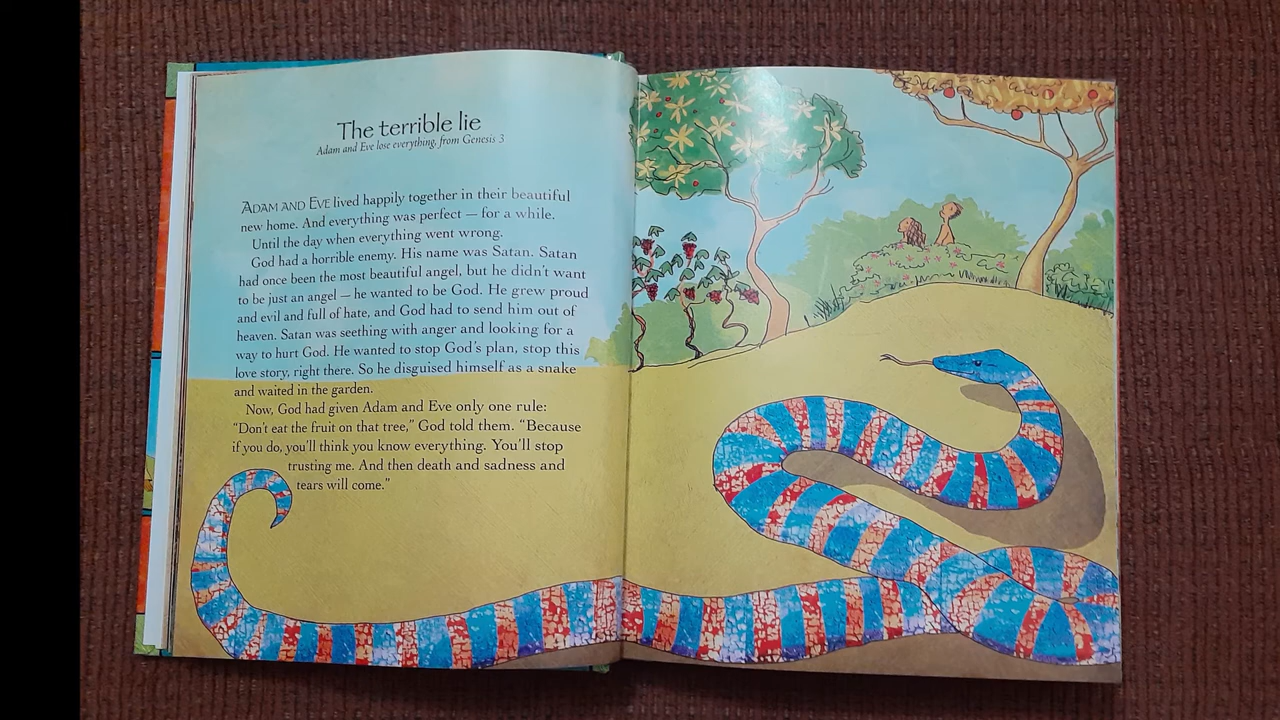 The terrible lie
Adam and Eve lose everything, from Genesis 3
ADAM AND EVE lived happily together in their beautiful
new home. And everything was perfect — for a while.
Until the day when everything went wrong.
God had a horrible enemy. His name was Satan. Satan
had once been the most beautiful angel, but he didn't want
to be just an angel — he wanted to be God. He grew proud
and evil and full of hate, and God had to send him out of
heaven. Satan was seething with anger and looking for a
way to hurt God. He wanted to stop God's plan, stop this
love story, right there. So he disguised himself as a snake
and waited in the garden.
Now, God had given Adam and Eve only one rule:
“Don't eat the fruit on that tree,” God told them. “Because
if you do, you'll think you know everything. You'll stop
trusting me. And then death and sadness and
tears will come.”